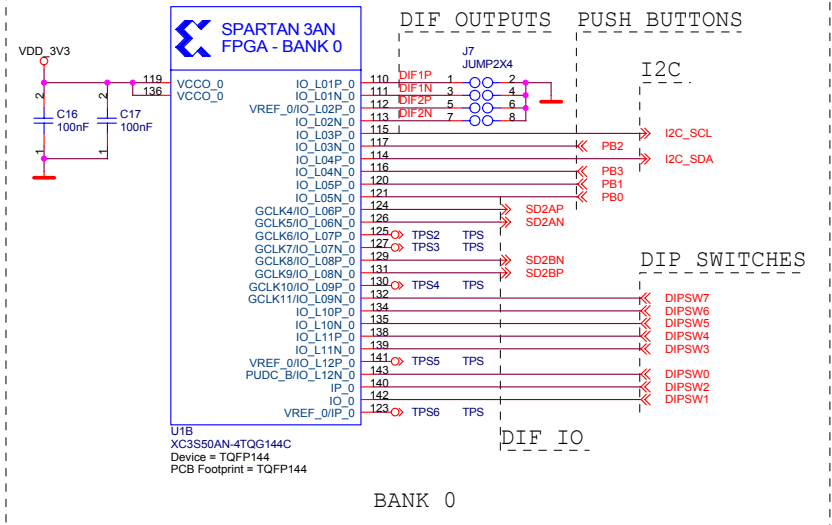 DIF OUTPUTS
PUSH BUTTONS
SPARTAN 3AN
FPGA - BANK 0
J7
JUMP2X4
I2C
VDD_3V3
119 VCCO_0
136 VCCO_0
C16
100nF
2
1
C17
100nF
2
1
IO_L01P_0 110 DIF1P 1 2
IO_L01N_0 111 DIF1N 3 4
VREF_0/IO_L02P_0 112 DIF2P 5 6
IO_L02N_0 113 DIF2N 7 8
IO_L03P_0 115 I2C_SCL
IO_L03N_0 117 PB2
IO_L04P_0 114 I2C_SDA
IO_L04N_0 116 PB3
IO_L05P_0 120 PB1
IO_L05N_0 121 PB0
GCLK4/IO_L06P_0 124 SD2AP
GCLK5/IO_L06N_0 126 SD2AN
GCLK6/IO_L07P_0 125 TPS2 TPS
GCLK7/IO_L07N_0 127 TPS3 TPS
GCLK8/IO_L08P_0 129 SD2BN
GCLK9/IO_L08N_0 131 SD2BP
GCLK10/IO_L09P_0 130 TPS4 TPS
DIP SWITCHES
GCLK11/IO_L09N_0 132 DIPSW7
IO_L10P_0 134 DIPSW6
IO_L10N_0 135 DIPSW5
IO_L11P_0 138 DIPSW4
IO_L11N_0 139 DIPSW3
VREF_0/IO_L12P_0 141 TPS5 TPS
PUDC_B/IO_L12N_0 143 DIPSW0
IP_0 140 DIPSW2
IO_0 142 DIPSW1
VREF_0/IP_0 123 TPS6 TPS
U1B
XC3S50AN-4TQG144C
Device = TQFP144
PCB Footprint = TQFP144
DIF IO
BANK 0